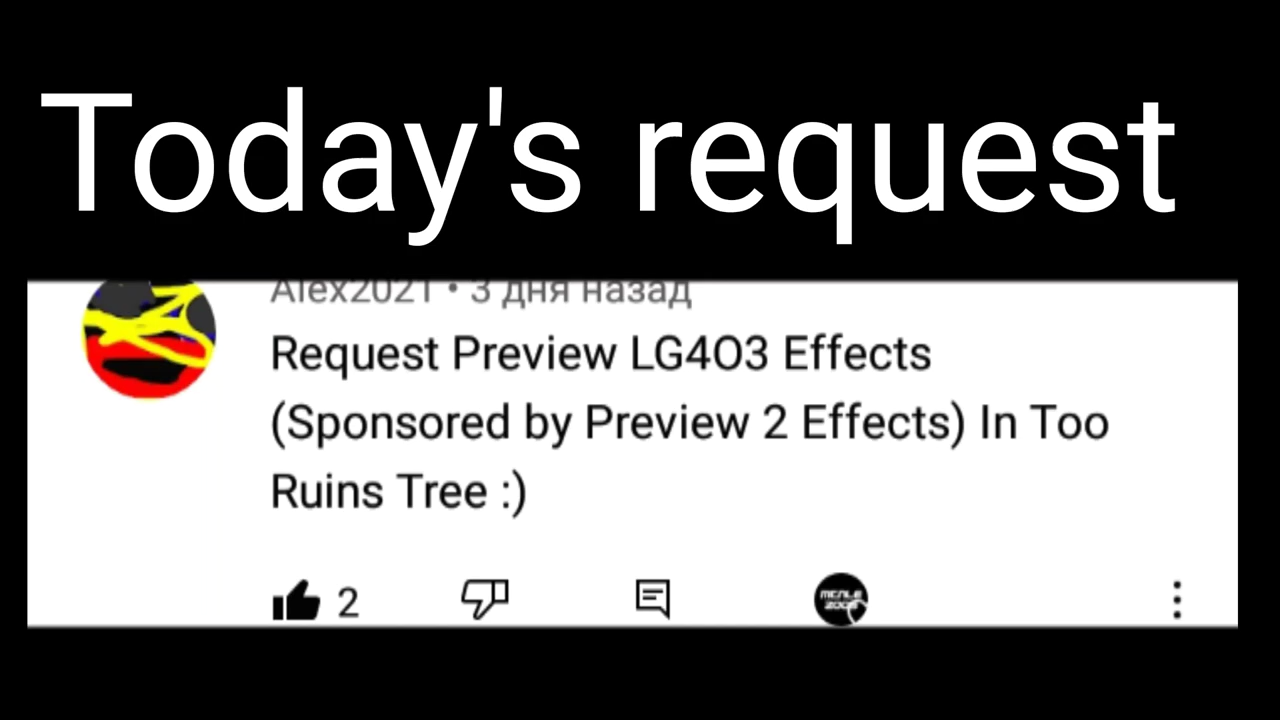 Today's request
Alex2021 • 3 дня назад
Request Preview LG4O3 Effects
(Sponsored by Preview 2 Effects) In Too
Ruins Tree :)
2